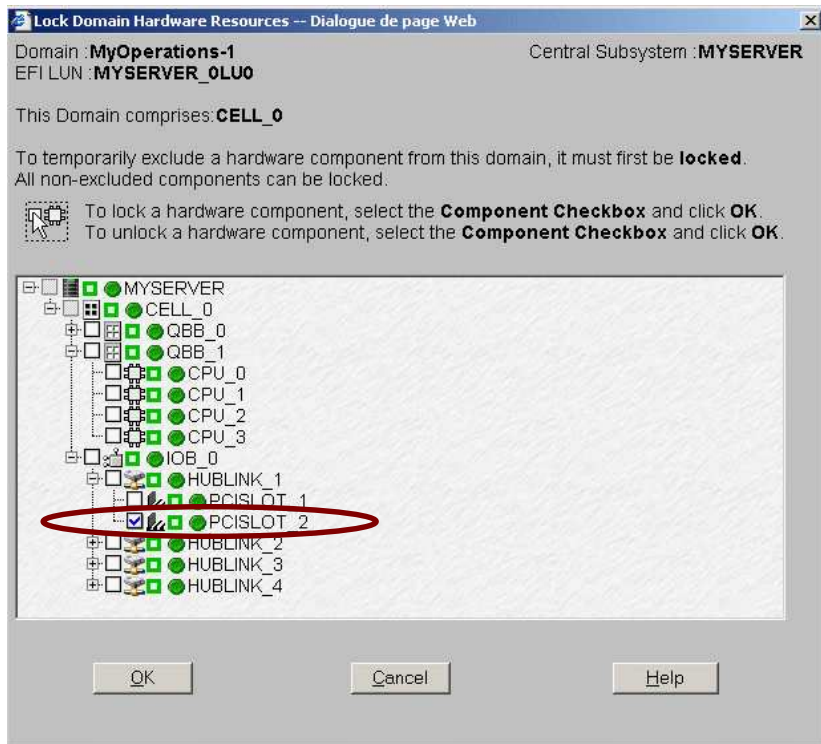 Lock Domain Hardware Resources -- Dialogue de page Web
Domain :MyOperations-1 Central Subsystem :MYSERVER
EFI LUN :MYSERVER_0LU0
This Domain comprises:CELL_0
To temporarily exclude a hardware component from this domain, it must first be locked.
All non-excluded components can be locked.
To lock a hardware component, select the Component Checkbox and click OK.
To unlock a hardware component, select the Component Checkbox and click OK.
MYSERVER
CELL_0
QBB_0
QBB_1
CPU_0
CPU_1
CPU_2
CPU_3
IOB_0
HUBLINK_1
PCISLOT_1
PCISLOT_2
HUBLINK_2
HUBLINK_3
HUBLINK_4
OK Cancel Help